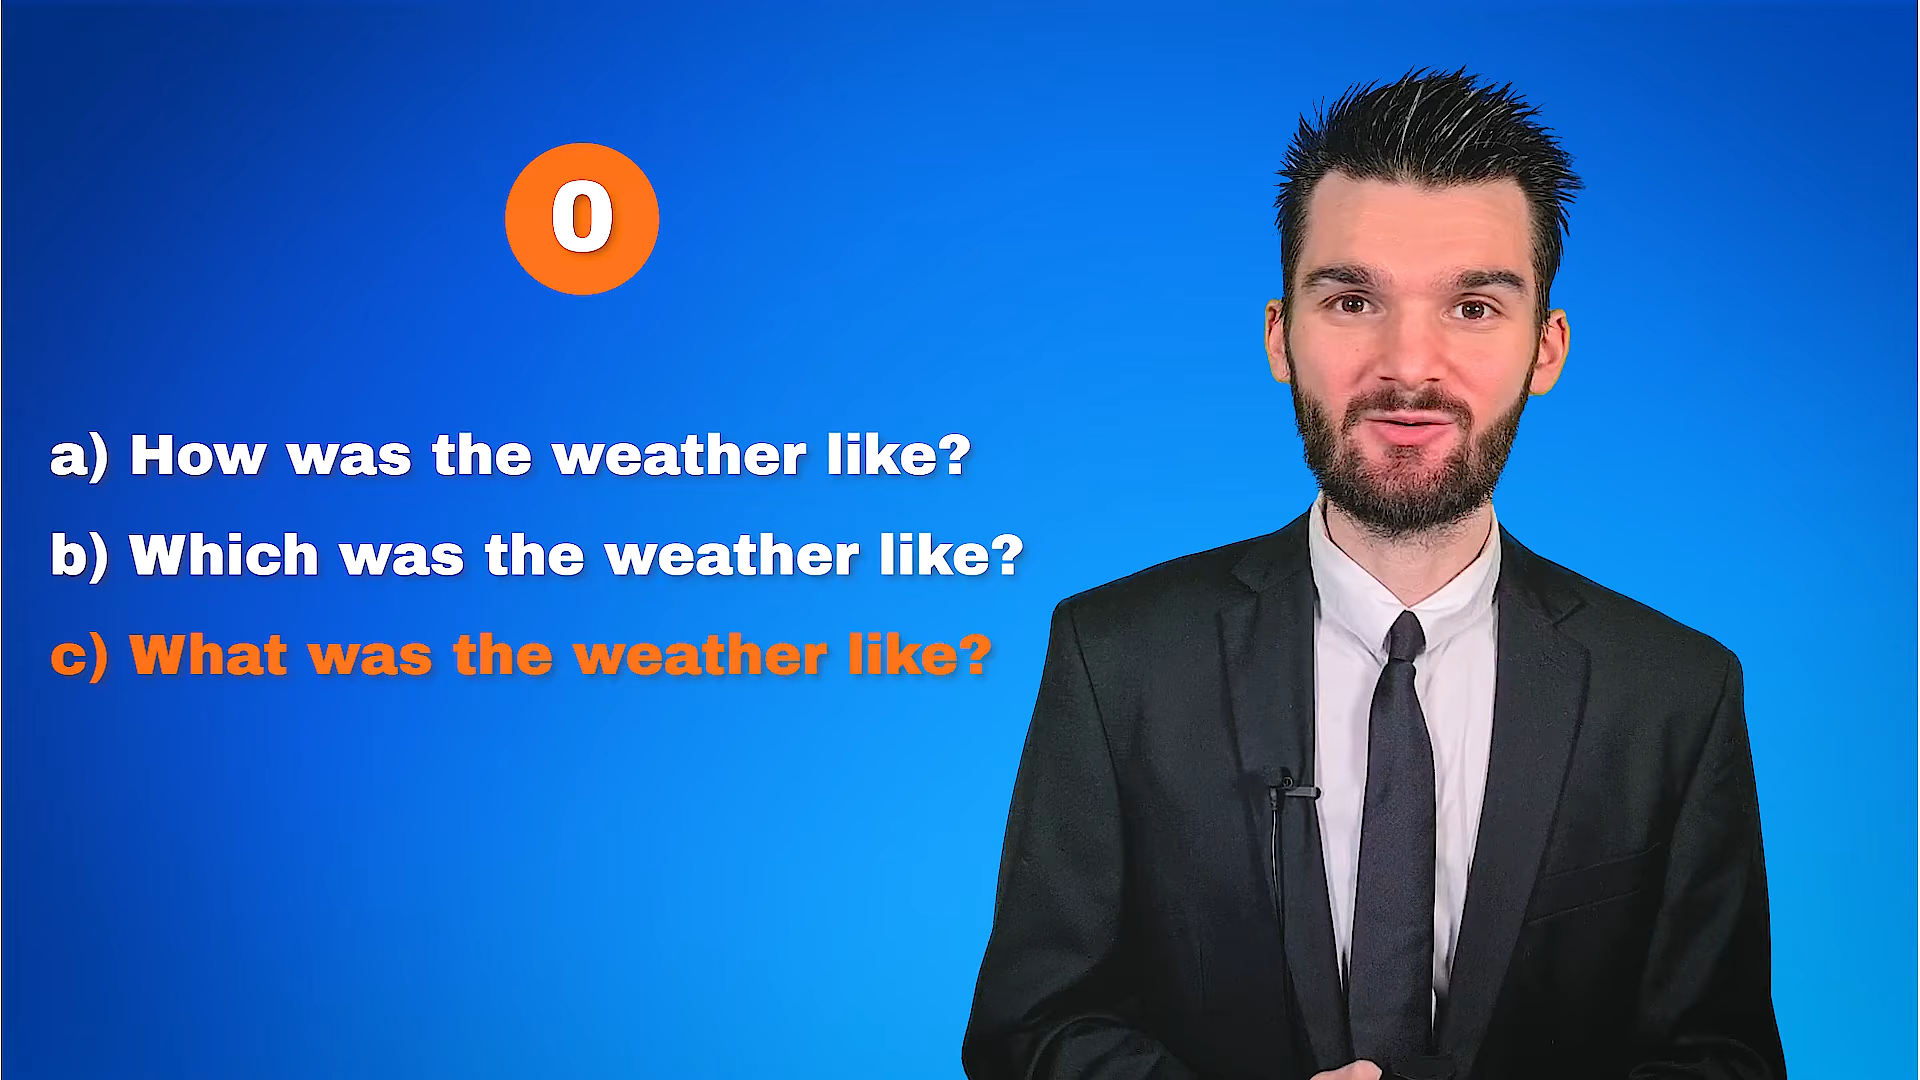 0
a) How was the weather like?
b) Which was the weather like?
c) What was the weather like?